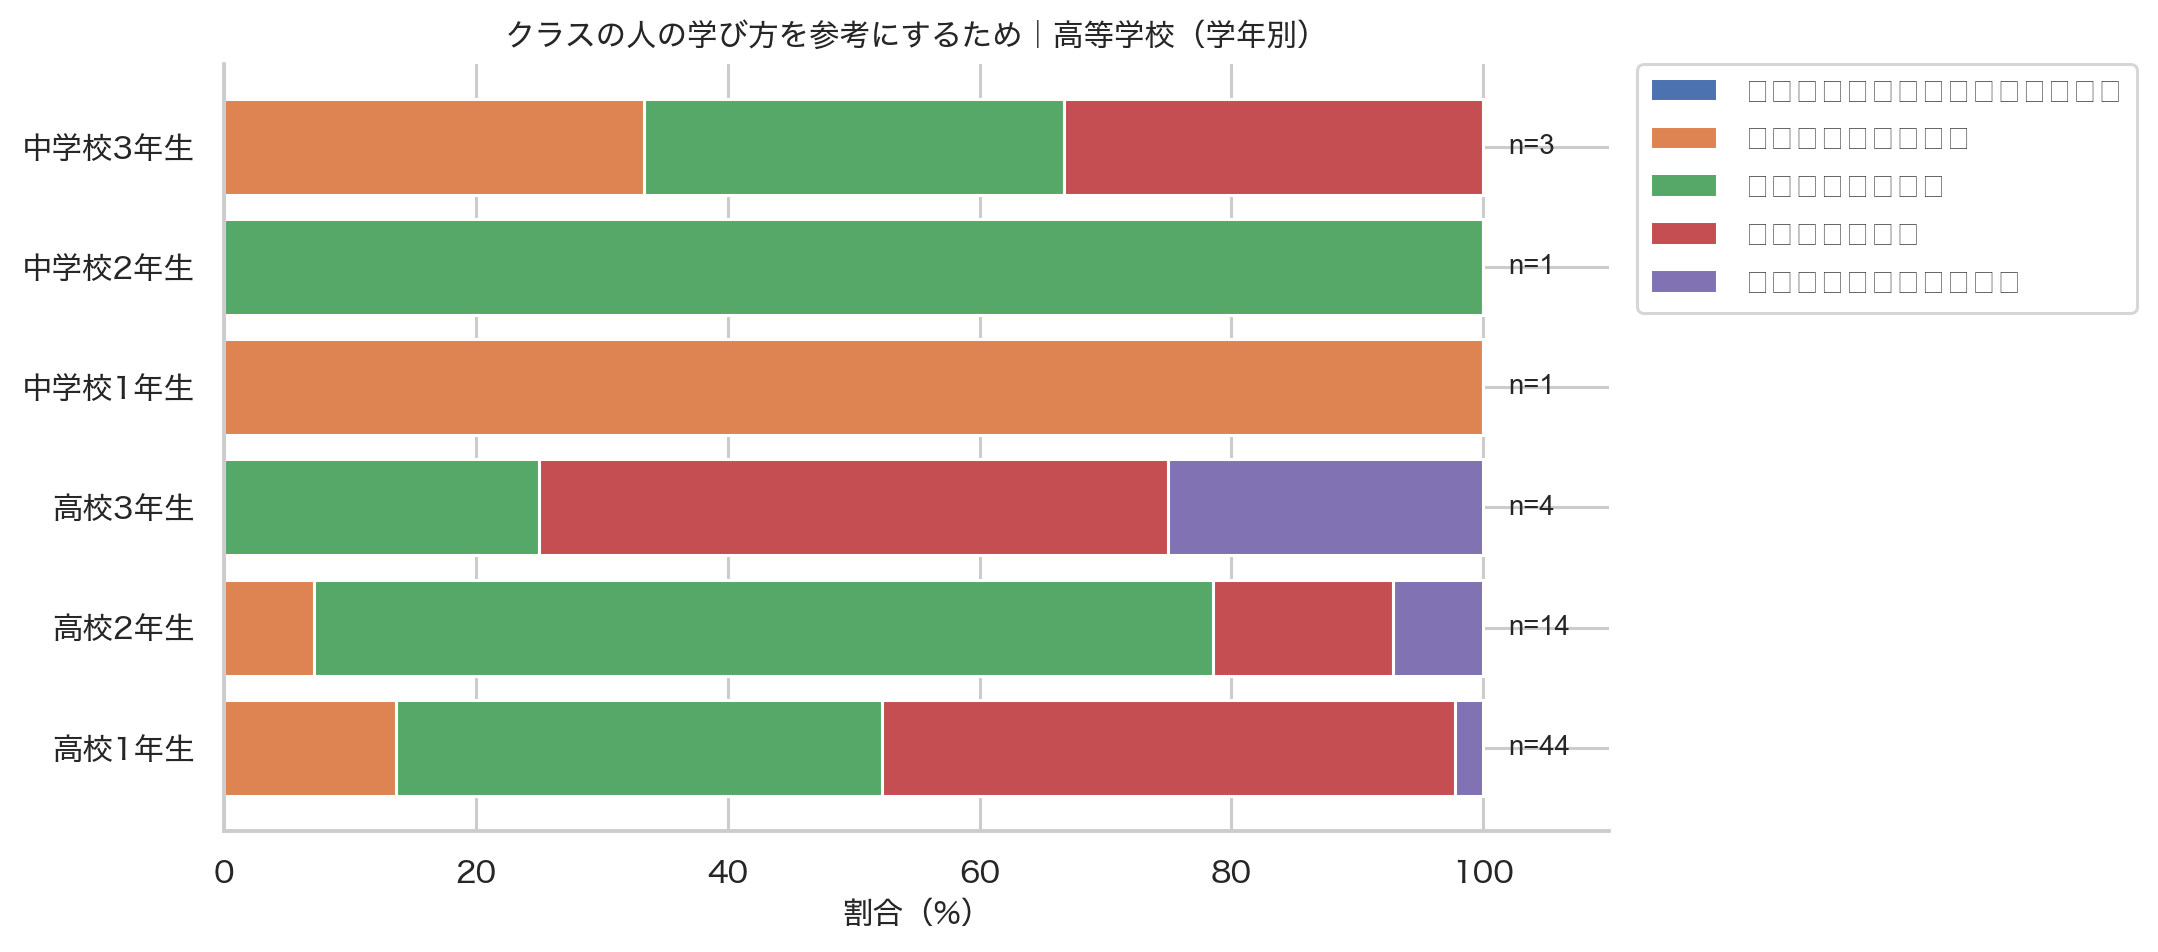 クラスの人の学び方を参考にするため｜高等学校（学年別）
中学校3年生
n=3
中学校2年生
n=1
中学校1年生
n=1
高校3年生
n=4
高校2年生
n=14
高校1年生
n=44
0 20 40 60 80 100
割合（%）